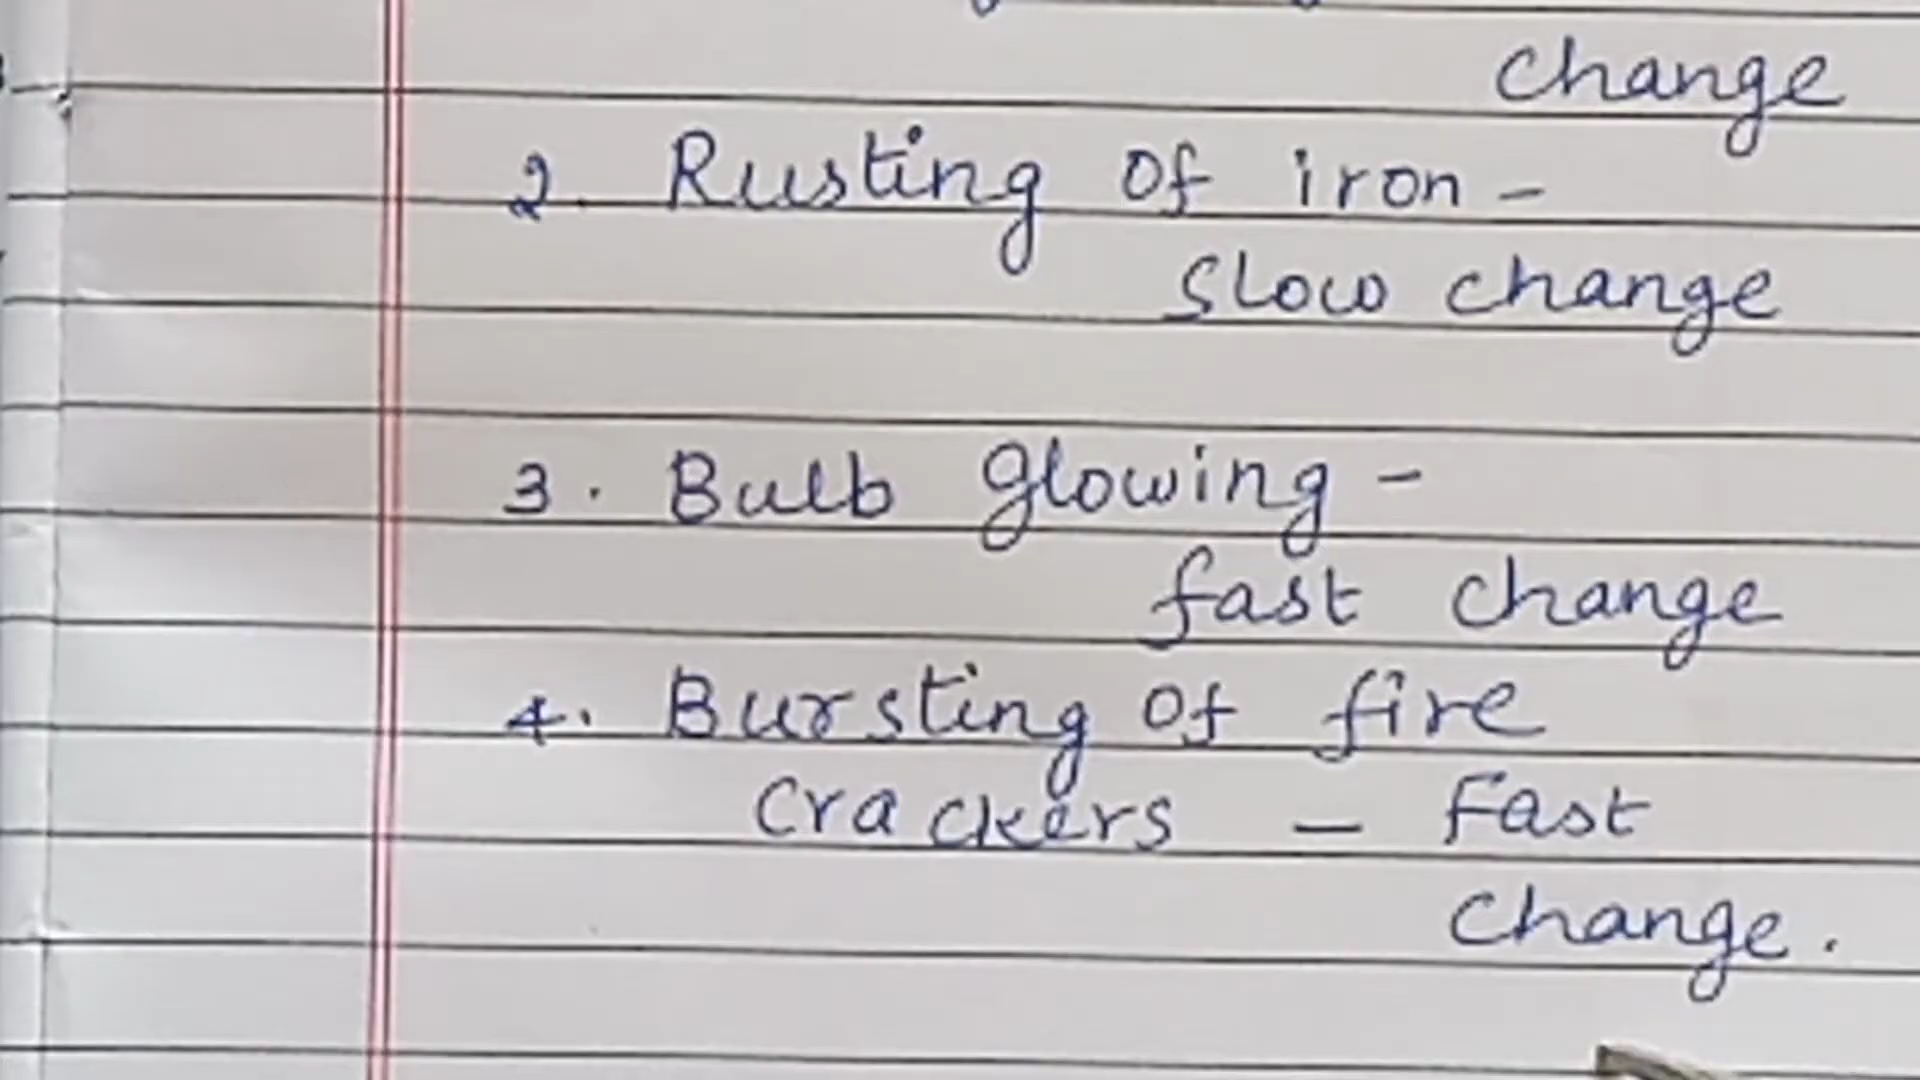 change
2. Rusting of iron -
slow change
3. Bulb glowing -
fast change
4. Bursting of fire
crackers - Fast
change.